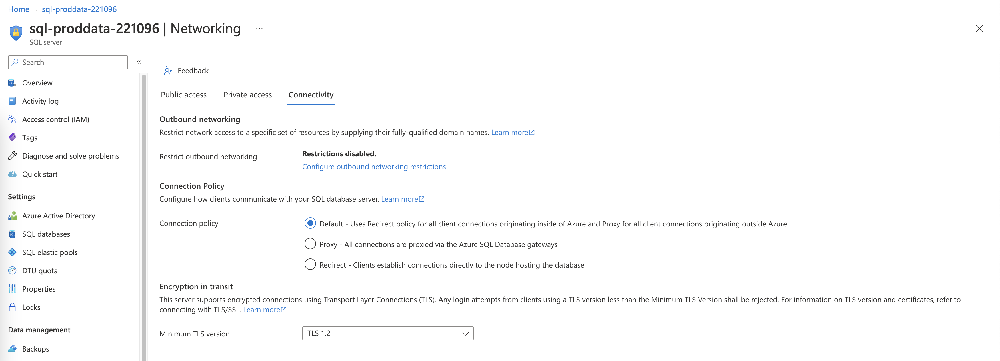 Home > sql-proddata-221096
sql-proddata-221096 | Networking ...
SQL server
Search
«
Overview
Activity log
Access control (IAM)
Tags
Diagnose and solve problems
Quick start
Settings
Azure Active Directory
SQL databases
SQL elastic pools
DTU quota
Properties
Locks
Data management
Backups
Feedback
Public access Private access Connectivity
Outbound networking
Restrict network access to a specific set of resources by supplying their fully-qualified domain names. Learn more
Restrict outbound networking
Restrictions disabled.
Configure outbound networking restrictions
Connection Policy
Configure how clients communicate with your SQL database server. Learn more
Connection policy
Default - Uses Redirect policy for all client connections originating inside of Azure and Proxy for all client connections originating outside Azure
Proxy - All connections are proxied via the Azure SQL Database gateways
Redirect - Clients establish connections directly to the node hosting the database
Encryption in transit
This server supports encrypted connections using Transport Layer Connections (TLS). Any login attempts from clients using a TLS version less than the Minimum TLS Version shall be rejected. For information on TLS version and certificates, refer to
connecting with TLS/SSL. Learn more
Minimum TLS version
TLS 1.2